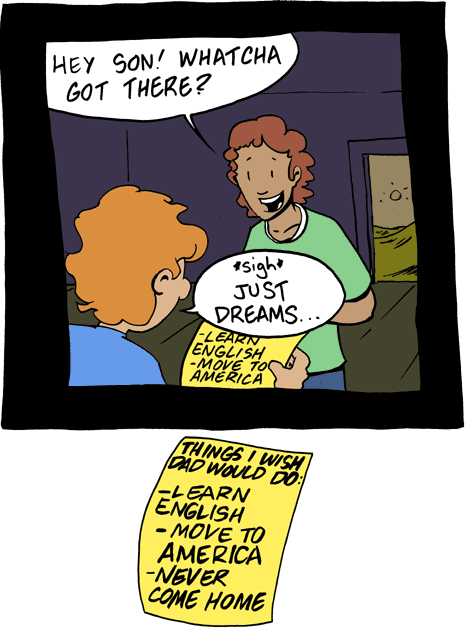 HEY SON! WHATCHA
GOT THERE?
*sigh*
JUST
DREAMS...
-LEARN
ENGLISH
-MOVE TO
AMERICA
THINGS I WISH
DAD WOULD DO:
-LEARN
ENGLISH
-MOVE TO
AMERICA
-NEVER
COME HOME